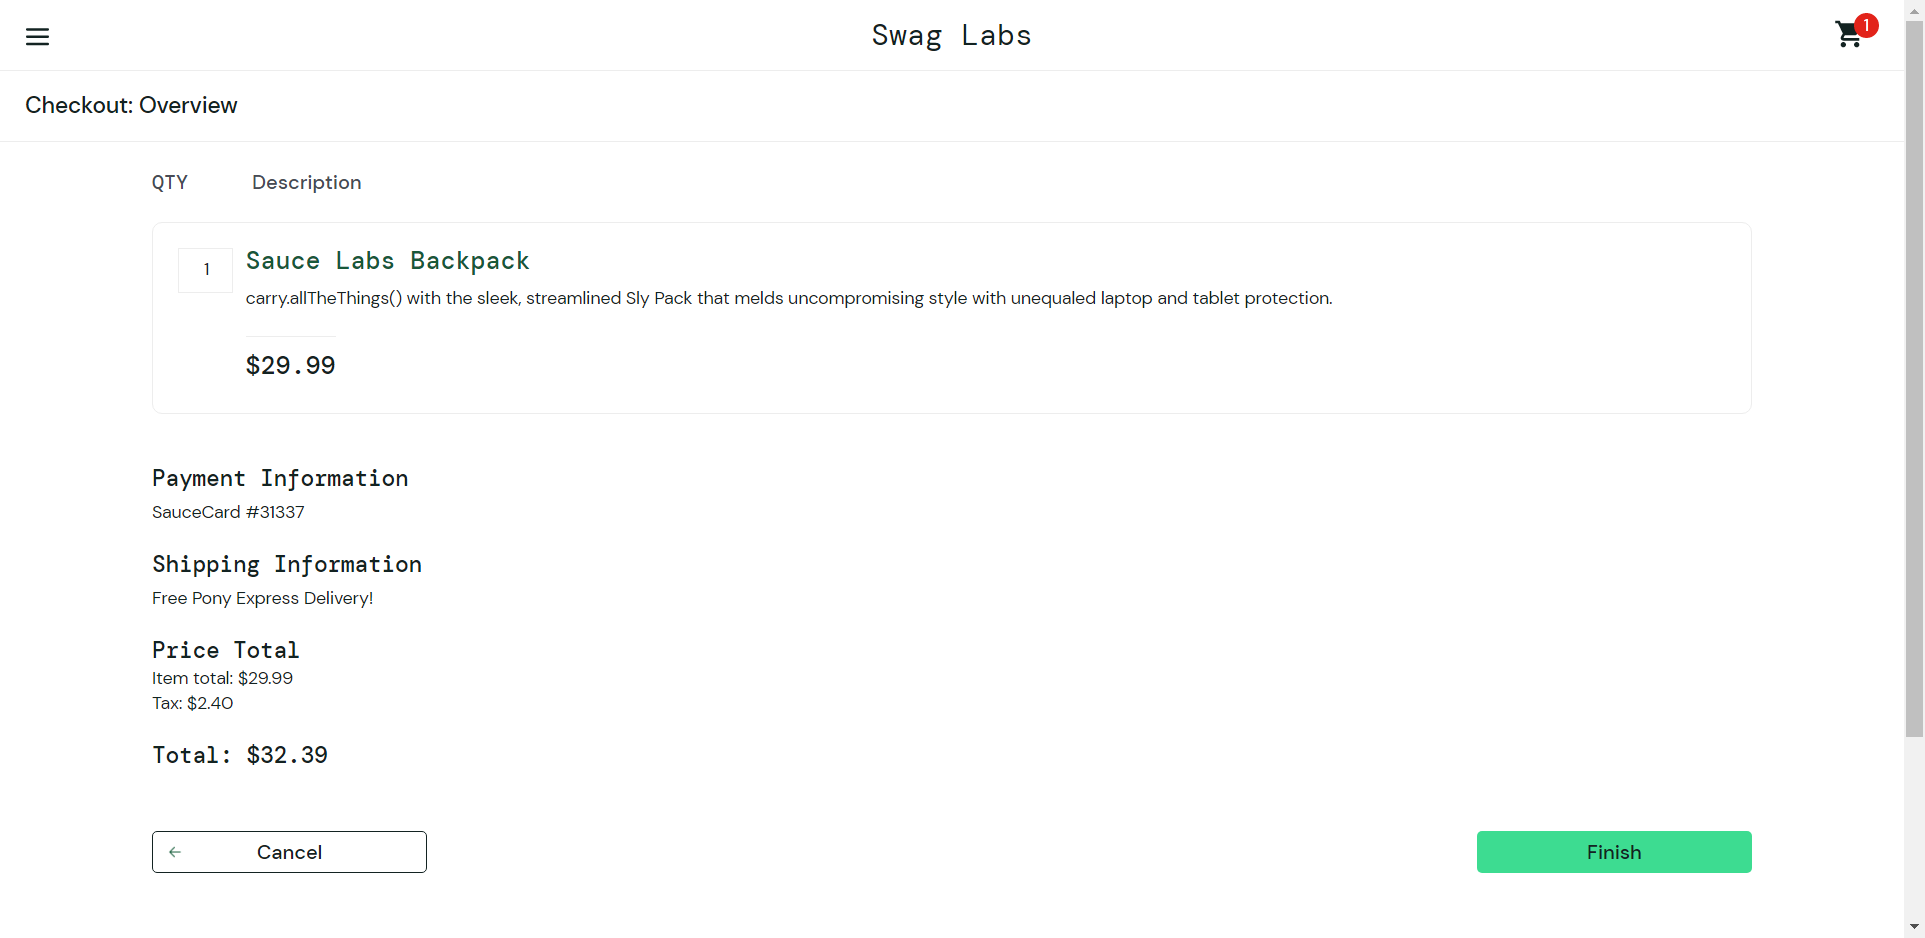 Swag Labs
1
Checkout: Overview
QTY Description
1
Sauce Labs Backpack
carry.allTheThings() with the sleek, streamlined Sly Pack that melds uncompromising style with unequaled laptop and tablet protection.
$29.99
Payment Information
SauceCard #31337
Shipping Information
Free Pony Express Delivery!
Price Total
Item total: $29.99
Tax: $2.40
Total: $32.39
Cancel
Finish